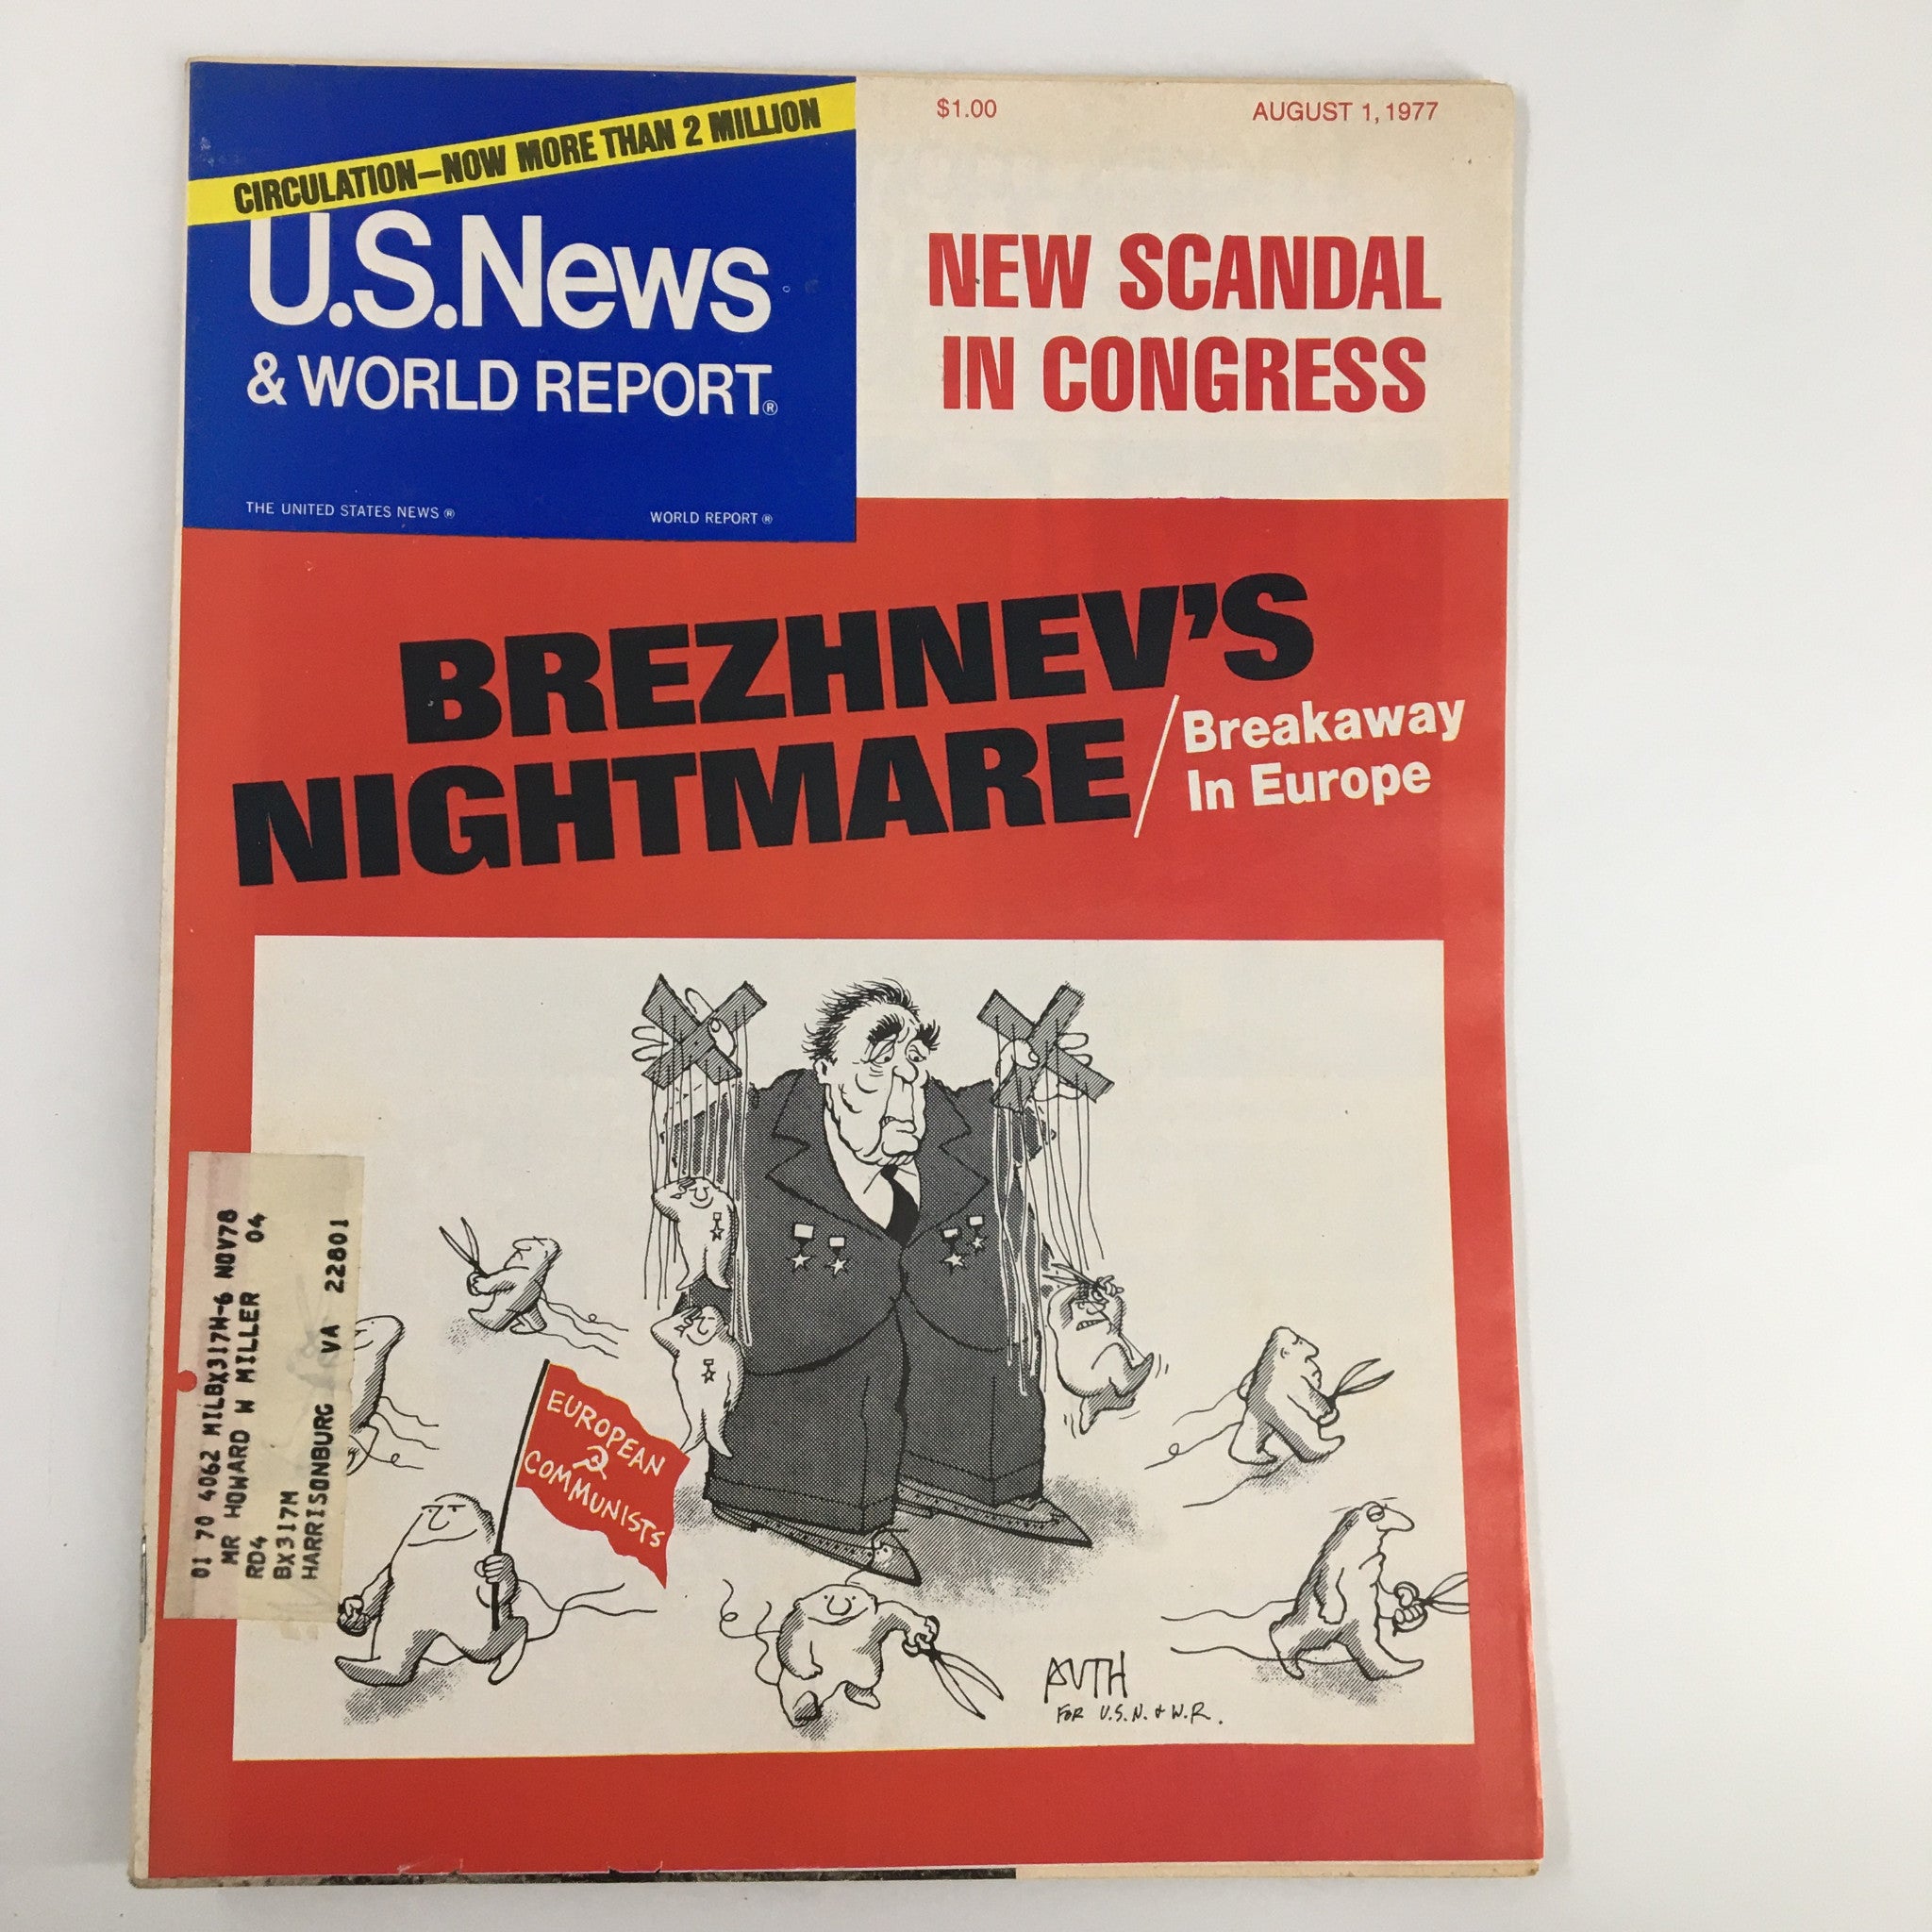 CIRCULATION—NOW MORE THAN 2 MILLION
U.S.News
& WORLD REPORT®
THE UNITED STATES NEWS ® WORLD REPORT ®
$1.00 AUGUST 1, 1977
NEW SCANDAL
IN CONGRESS
BREZHNEV'S
NIGHTMARE
Breakaway
In Europe
01 70 4062 MILBX317M-6 NOV78
MR HOWARD W MILLER 04
RD4
BX317M
HARRISONBURG VA 22801
EUROPEAN
☭
COMMUNISTS
AUTH
FOR U.S.N. & W.R.